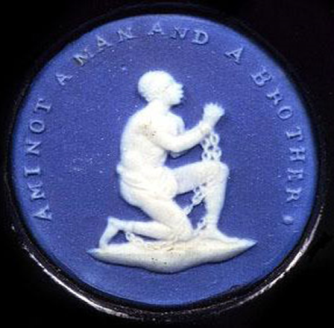 AM I NOT A MAN AND A BROTHER